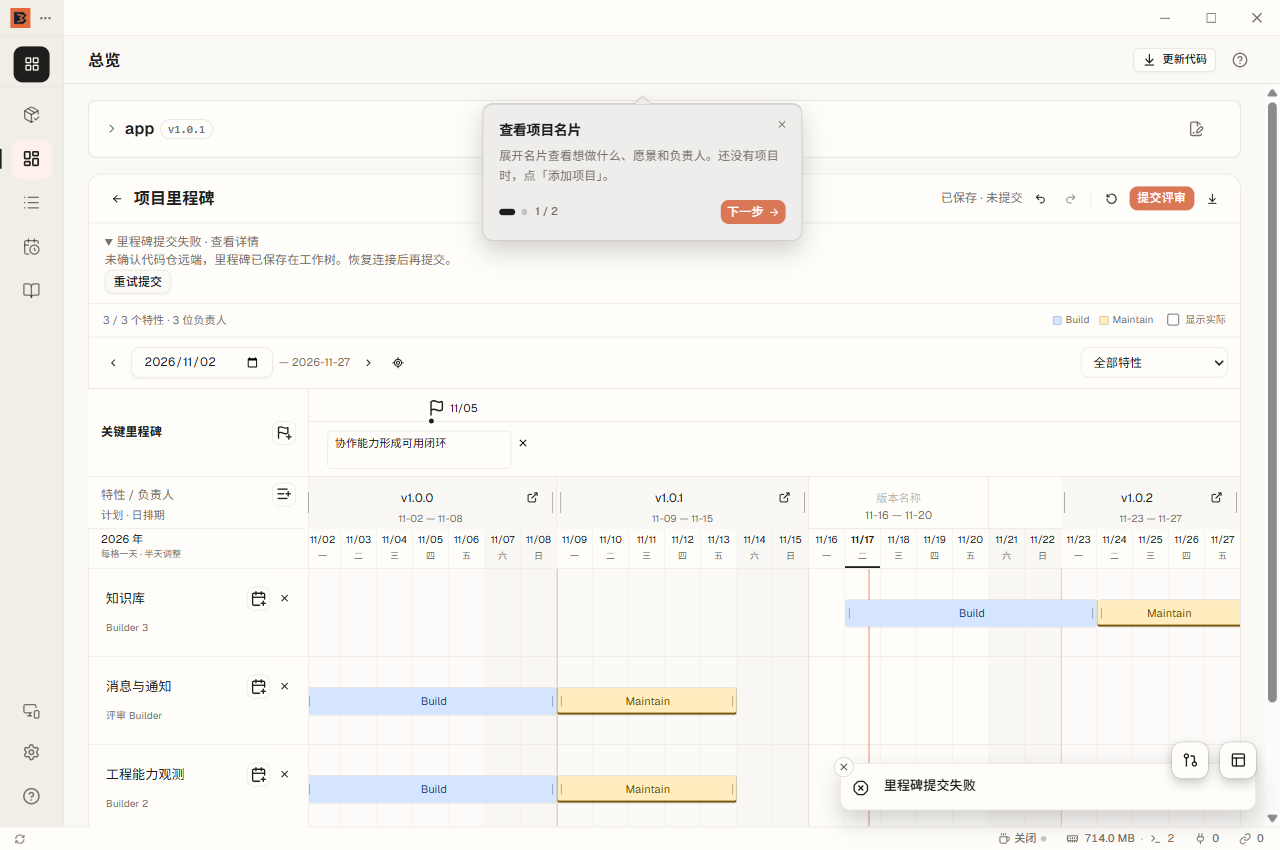 总览
更新代码
app v1.0.1
查看项目名片
展开名片查看想做什么、愿景和负责人。还没有项目
时，点「添加项目」。
1 / 2
下一步 →
项目里程碑
已保存 · 未提交
提交评审
里程碑提交失败 · 查看详情
未确认代码仓远端，里程碑已保存在工作树。恢复连接后再提交。
重试提交
3 / 3 个特性 · 3 位负责人
Build Maintain 显示实际
2026/11/02 — 2026-11-27
全部特性
关键里程碑
11/05
协作能力形成可用闭环
特性 / 负责人
计划 · 日排期
v1.0.0
11-02 — 11-08
v1.0.1
11-09 — 11-15
版本名称
11-16 — 11-20
v1.0.2
11-23 — 11-27
2026 年
每格一天 · 半天调整
11/02 11/03 11/04 11/05 11/06 11/07 11/08 11/09 11/10 11/11 11/12 11/13 11/14 11/15 11/16 11/17 11/18 11/19 11/20 11/21 11/22 11/23 11/24 11/25 11/26 11/27
一 二 三 四 五 六 日 一 二 三 四 五 六 日 一 二 三 四 五 六 日 一 二 三 四 五
知识库
Builder 3
Build Maintain
消息与通知
评审 Builder
Build Maintain
工程能力观测
Builder 2
Build Maintain
里程碑提交失败
关闭 714.0 MB · 2 0 0